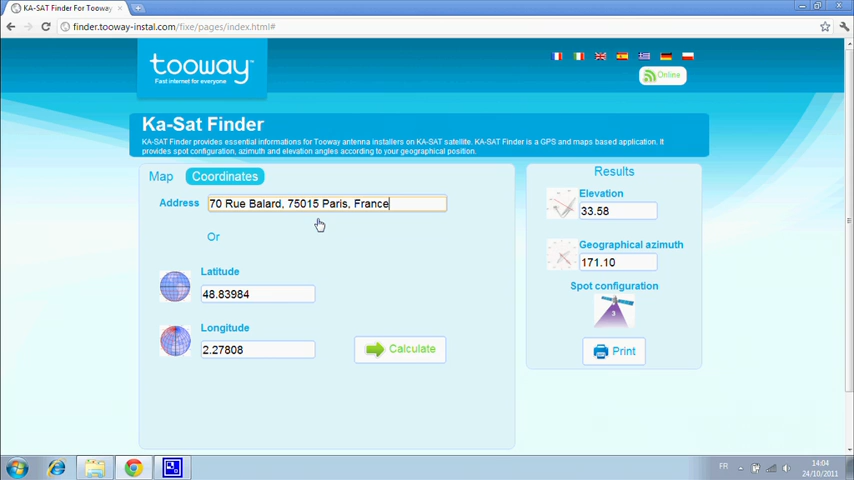 KA-SAT Finder For Tooway
finder.tooway-instal.com/fixe/pages/index.html#
tooway
Fast internet for everyone
Online
Ka-Sat Finder
KA-SAT Finder provides essential informations for Tooway antenna installers on KA-SAT satellite. KA-SAT Finder is a GPS and maps based application. It
provides spot configuration, azimuth and elevation angles according to your geographical position.
Map
Coordinates
Address
70 Rue Balard, 75015 Paris, France
Or
Latitude
48.83984
Longitude
2.27808
Calculate
Results
Elevation
33.58
Geographical azimuth
171.10
Spot configuration
3
Print
FR
14:04
24/10/2011